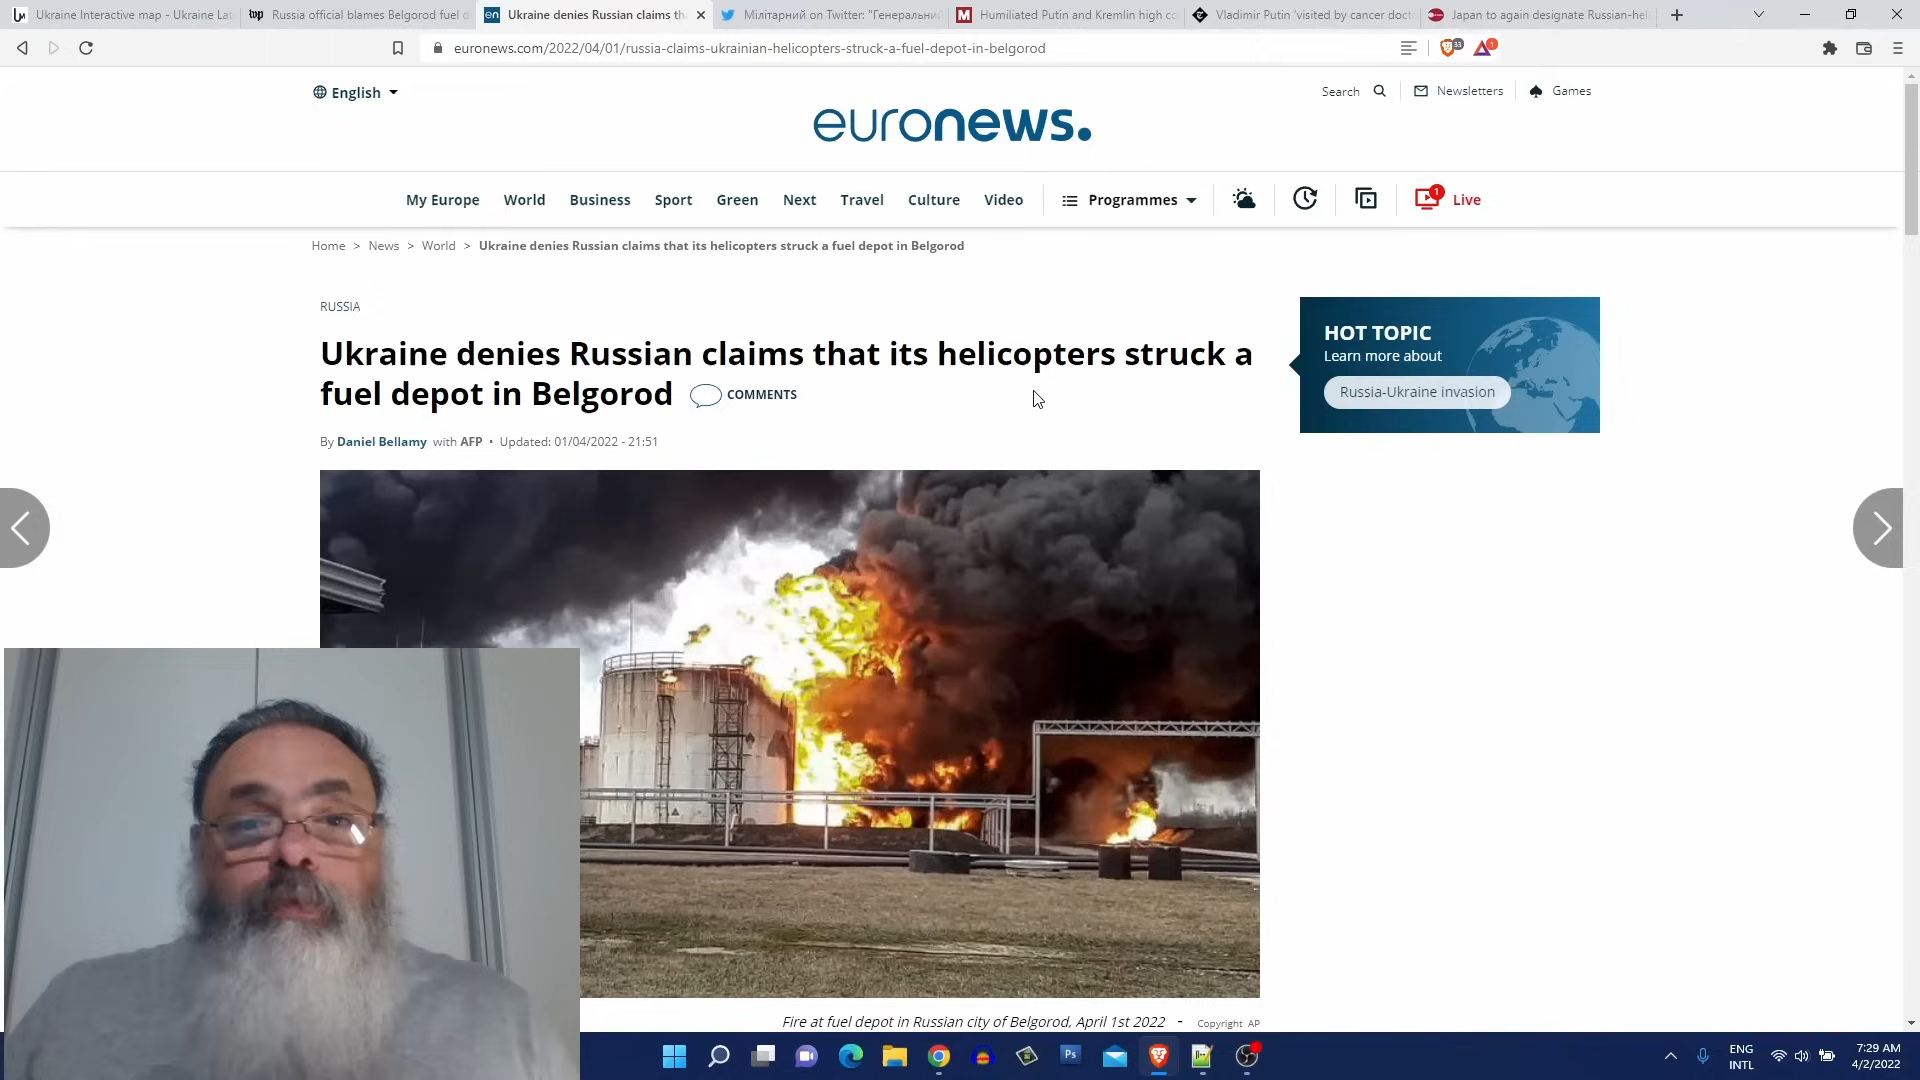 Ukraine Interactive map - Ukraine Lat
wp Russia official blames Belgorod fuel d
en Ukraine denies Russian claims th
Мілітарний on Twitter: "Генеральний
M Humiliated Putin and Kremlin high co
Vladimir Putin 'visited by cancer doct
Japan to again designate Russian-hel
euronews.com/2022/04/01/russia-claims-ukrainian-helicopters-struck-a-fuel-depot-in-belgorod
33
1
English
Search
Newsletters
Games
euronews.
My Europe
World
Business
Sport
Green
Next
Travel
Culture
Video
Programmes
1
Live
Home > News > World > Ukraine denies Russian claims that its helicopters struck a fuel depot in Belgorod
RUSSIA
Ukraine denies Russian claims that its helicopters struck a
fuel depot in Belgorod COMMENTS
By Daniel Bellamy with AFP • Updated: 01/04/2022 - 21:51
HOT TOPIC
Learn more about
Russia-Ukraine invasion
Fire at fuel depot in Russian city of Belgorod, April 1st 2022 - Copyright AP
Ps
ENG
INTL
7:29 AM
4/2/2022